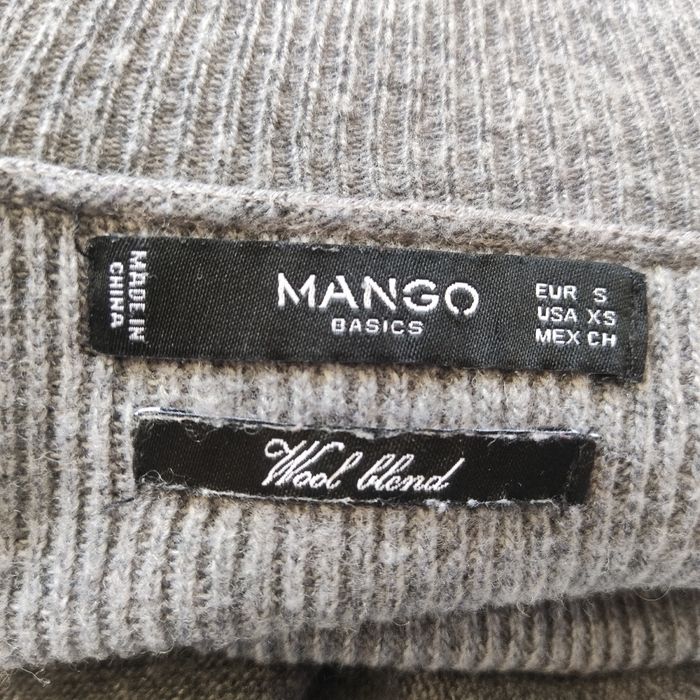 MADE IN
CHINA
MANGO
BASICS
EUR S
USA XS
MEX CH
Wool blend